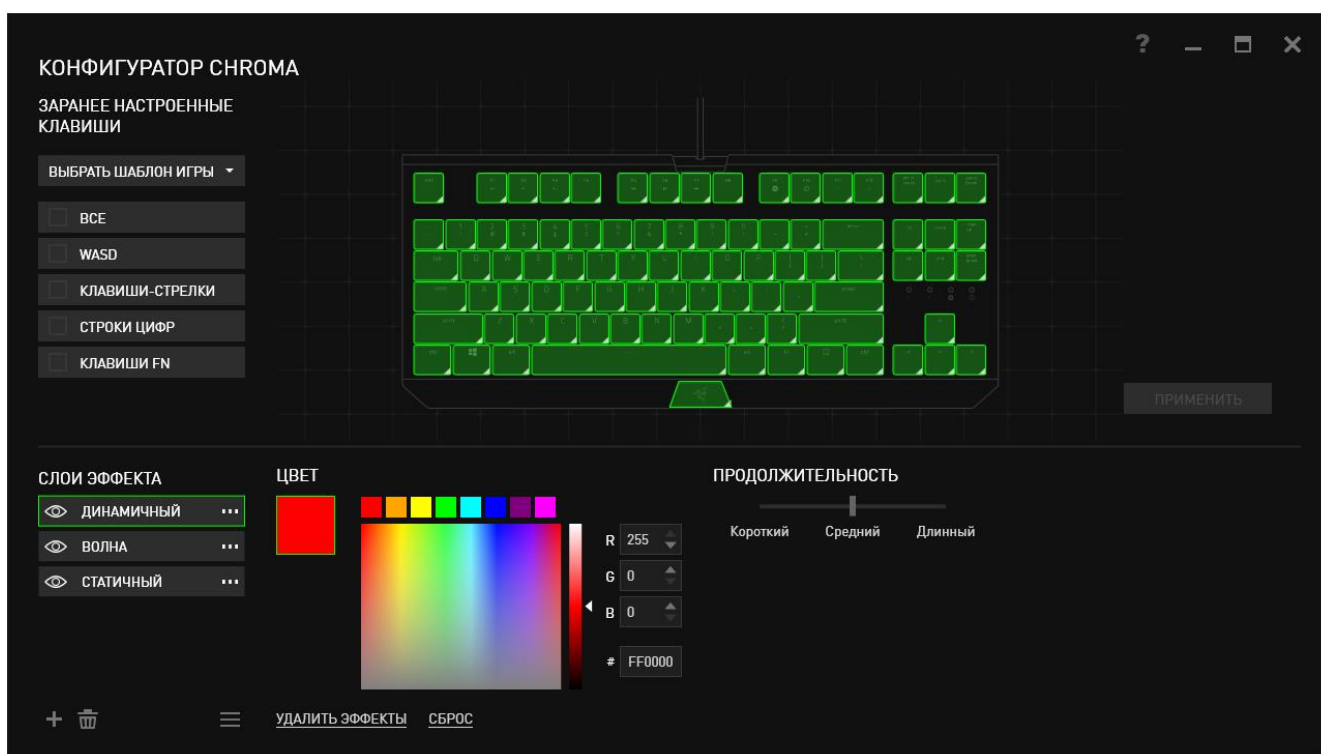 ?
КОНФИГУРАТОР CHROMA
ЗАРАНЕЕ НАСТРОЕННЫЕ
КЛАВИШИ
ВЫБРАТЬ ШАБЛОН ИГРЫ
ВСЕ
WASD
КЛАВИШИ-СТРЕЛКИ
СТРОКИ ЦИФР
КЛАВИШИ FN
ПРИМЕНИТЬ
СЛОИ ЭФФЕКТА
ДИНАМИЧНЫЙ
ВОЛНА
СТАТИЧНЫЙ
ЦВЕТ
R 255
G 0
B 0
# FF0000
УДАЛИТЬ ЭФФЕКТЫ СБРОС
ПРОДОЛЖИТЕЛЬНОСТЬ
Короткий Средний Длинный